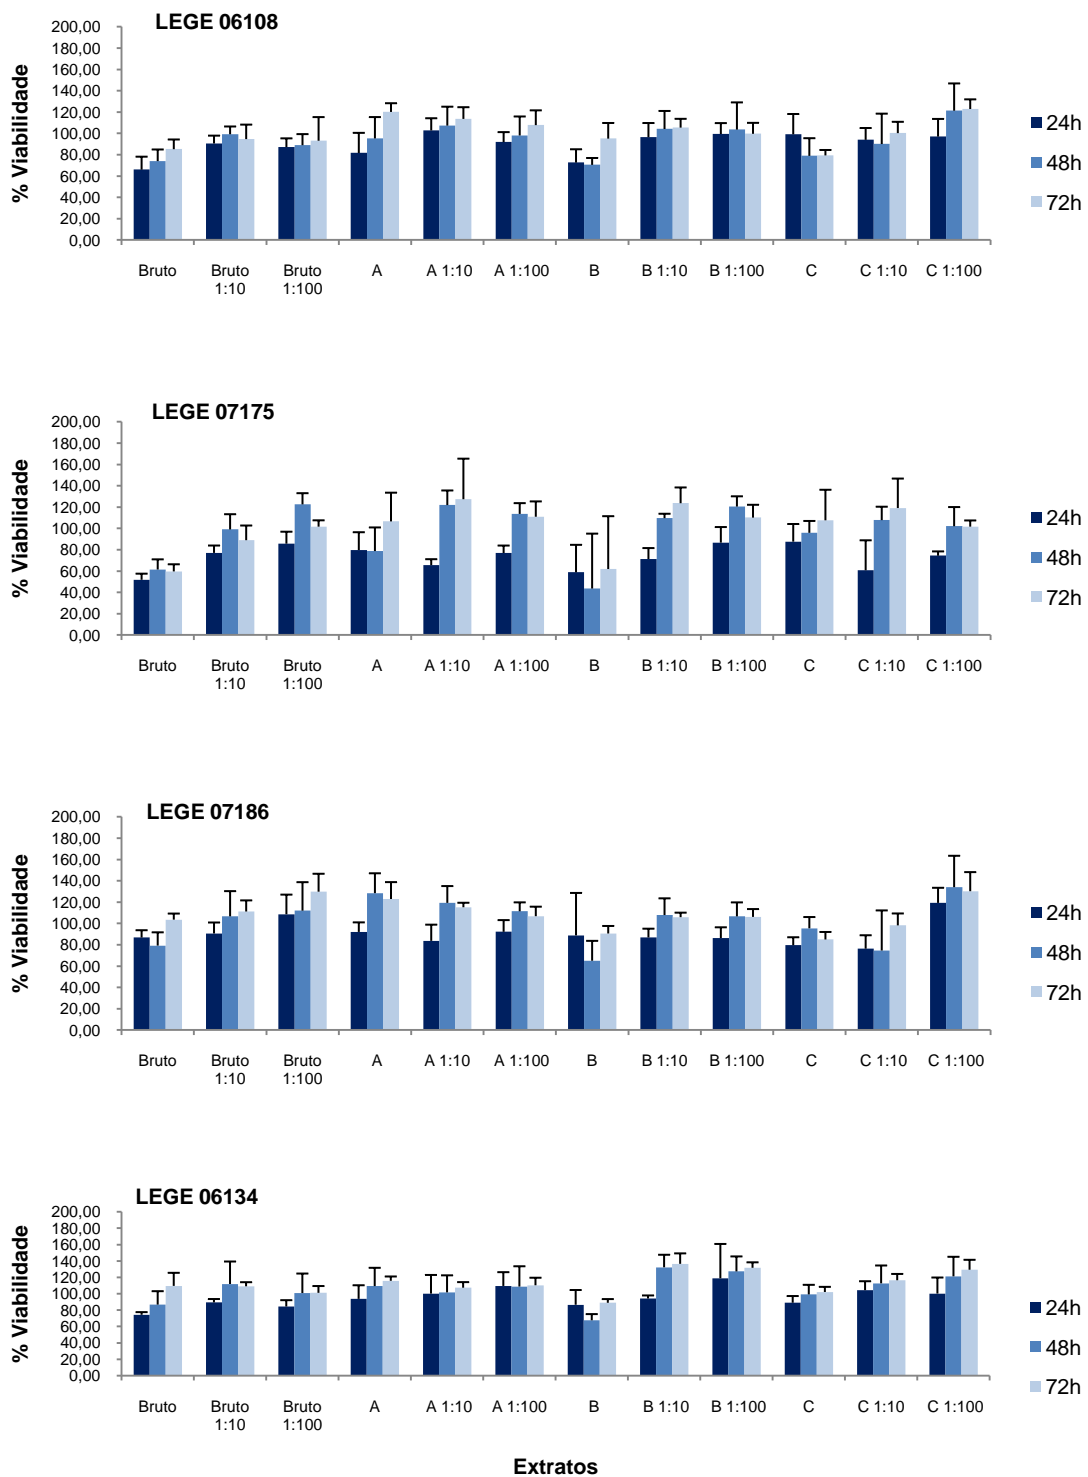 LEGE 06108
% Viabilidade
200,00
180,00
160,00
140,00
120,00
100,00
80,00
60,00
40,00
20,00
0,00
Bruto
Bruto 1:10
Bruto 1:100
A
A 1:10
A 1:100
B
B 1:10
B 1:100
C
C 1:10
C 1:100
24h
48h
72h
LEGE 07175
% Viabilidade
200,00
180,00
160,00
140,00
120,00
100,00
80,00
60,00
40,00
20,00
0,00
Bruto
Bruto 1:10
Bruto 1:100
A
A 1:10
A 1:100
B
B 1:10
B 1:100
C
C 1:10
C 1:100
24h
48h
72h
LEGE 07186
% Viabilidade
200,00
180,00
160,00
140,00
120,00
100,00
80,00
60,00
40,00
20,00
0,00
Bruto
Bruto 1:10
Bruto 1:100
A
A 1:10
A 1:100
B
B 1:10
B 1:100
C
C 1:10
C 1:100
24h
48h
72h
LEGE 06134
% Viabilidade
200,00
180,00
160,00
140,00
120,00
100,00
80,00
60,00
40,00
20,00
0,00
Bruto
Bruto 1:10
Bruto 1:100
A
A 1:10
A 1:100
B
B 1:10
B 1:100
C
C 1:10
C 1:100
24h
48h
72h
Extratos